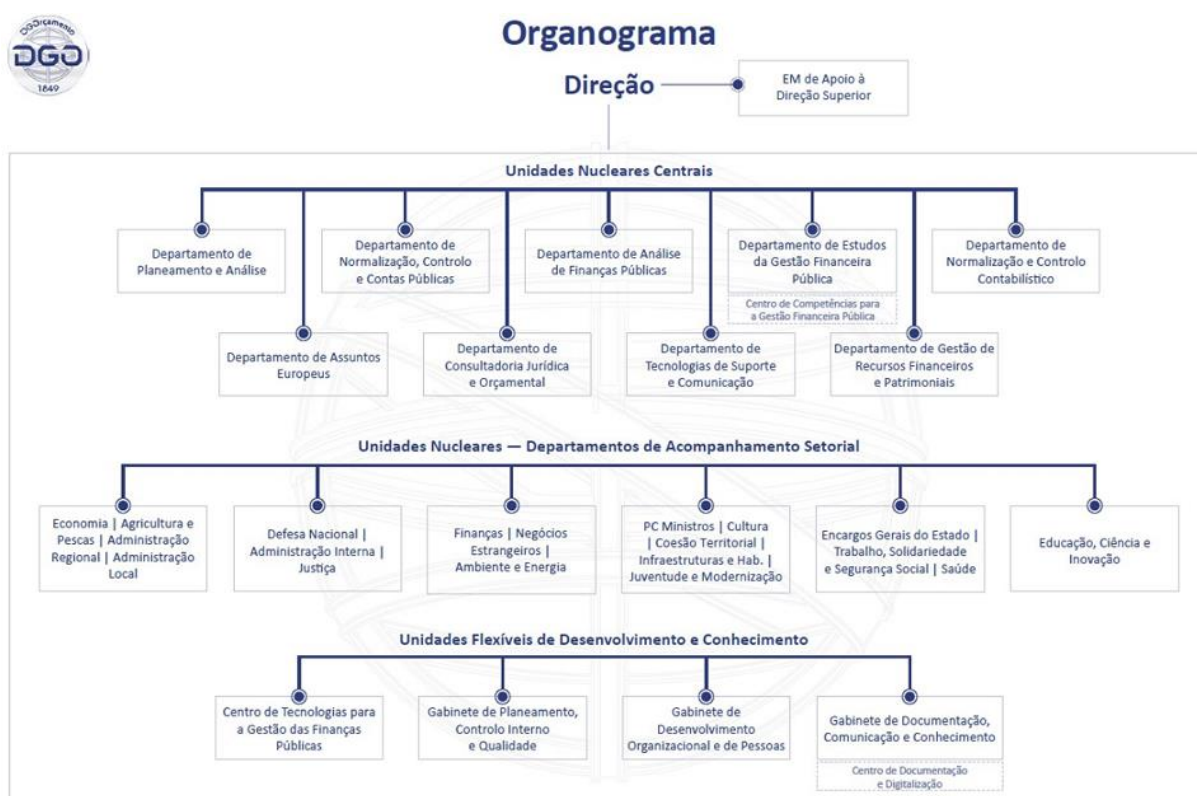 DGOrçamento
DGO
1849
Organograma
Direção
EM de Apoio à
Direção Superior
Unidades Nucleares Centrais
Departamento de
Planeamento e Análise
Departamento de
Normalização, Controlo
e Contas Públicas
Departamento de Análise
de Finanças Públicas
Departamento de Estudos
da Gestão Financeira
Pública
Centro de Competências para
a Gestão Financeira Pública
Departamento de
Normalização e Controlo
Contabilístico
Departamento de Assuntos
Europeus
Departamento de
Consultadoria Jurídica
e Orçamental
Departamento de
Tecnologias de Suporte
e Comunicação
Departamento de Gestão de
Recursos Financeiros
e Patrimoniais
Unidades Nucleares — Departamentos de Acompanhamento Setorial
Economia | Agricultura e
Pescas | Administração
Regional | Administração
Local
Defesa Nacional |
Administração Interna |
Justiça
Finanças | Negócios
Estrangeiros |
Ambiente e Energia
PC Ministros | Cultura
| Coesão Territorial |
Infraestruturas e Hab. |
Juventude e Modernização
Encargos Gerais do Estado |
Trabalho, Solidariedade
e Segurança Social | Saúde
Educação, Ciência e
Inovação
Unidades Flexíveis de Desenvolvimento e Conhecimento
Centro de Tecnologias para
a Gestão das Finanças
Públicas
Gabinete de Planeamento,
Controlo Interno
e Qualidade
Gabinete de
Desenvolvimento
Organizacional e de Pessoas
Gabinete de Documentação,
Comunicação e Conhecimento
Centro de Documentação
e Digitalização